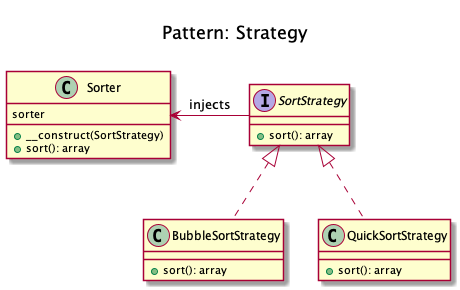 Pattern: Strategy
C Sorter
sorter
__construct(SortStrategy)
sort(): array
injects
I SortStrategy
sort(): array
C BubbleSortStrategy
sort(): array
C QuickSortStrategy
sort(): array